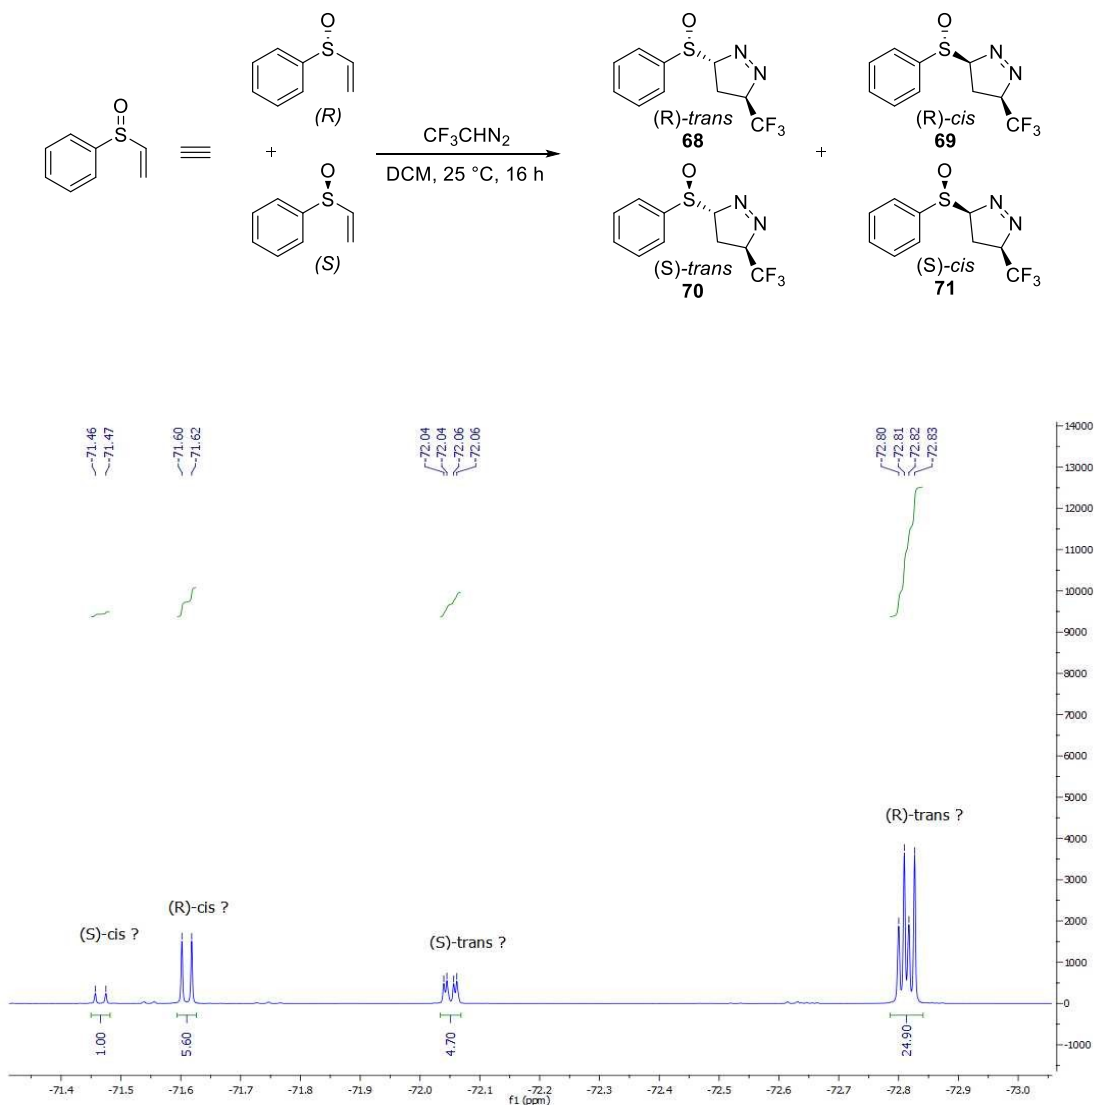 O
S
(R)
+
O
S
(S)
O
S
CF₃CHN₂
DCM, 25 °C, 16 h
O
S
N
N
CF₃
(R)-trans
68
+
O
S
N
N
CF₃
(R)-cis
69
O
S
N
N
CF₃
(S)-trans
70
O
S
N
N
CF₃
(S)-cis
71
-71.46
-71.47
-71.60
-71.62
-72.04
-72.04
-72.06
-72.06
-72.80
-72.81
-72.82
-72.83
(S)-cis ?
(R)-cis ?
(S)-trans ?
(R)-trans ?
1.00
5.60
4.70
24.90
14000
13000
12000
11000
10000
9000
8000
7000
6000
5000
4000
3000
2000
1000
0
-1000
-71.4 -71.5 -71.6 -71.7 -71.8 -71.9 -72.0 -72.1 -72.2 -72.3 -72.4 -72.5 -72.6 -72.7 -72.8 -72.9 -73.0
f1 (ppm)